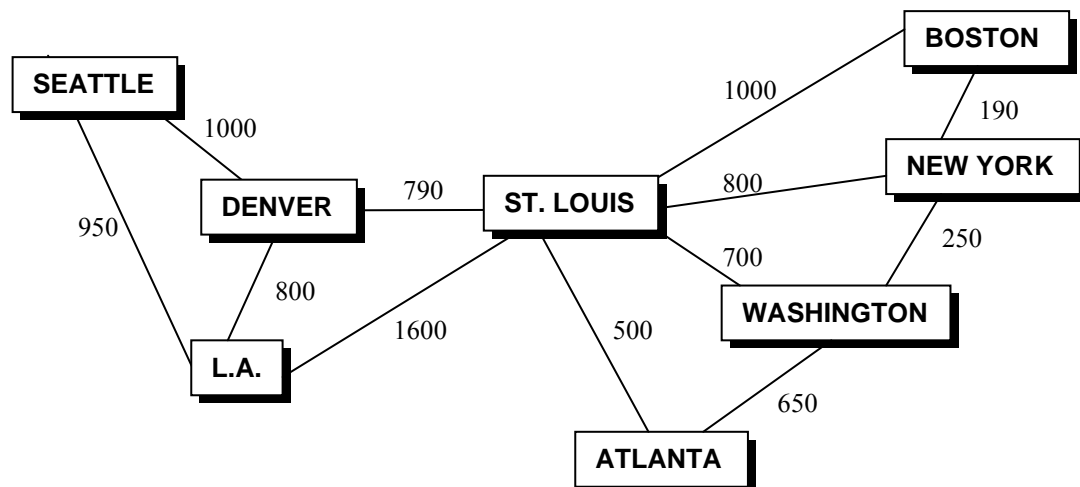 BOSTON
SEATTLE
1000
190
1000
NEW YORK
800
790
ST. LOUIS
DENVER
950
250
700
800
WASHINGTON
1600
500
L.A.
650
ATLANTA